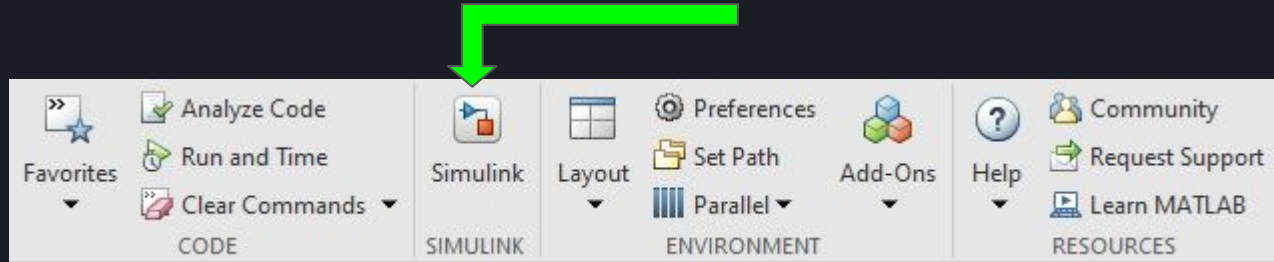 Favorites
Analyze Code
Run and Time
Clear Commands
CODE
Simulink
SIMULINK
Layout
Preferences
Set Path
Parallel
Add-Ons
ENVIRONMENT
Help
Community
Request Support
Learn MATLAB
RESOURCES